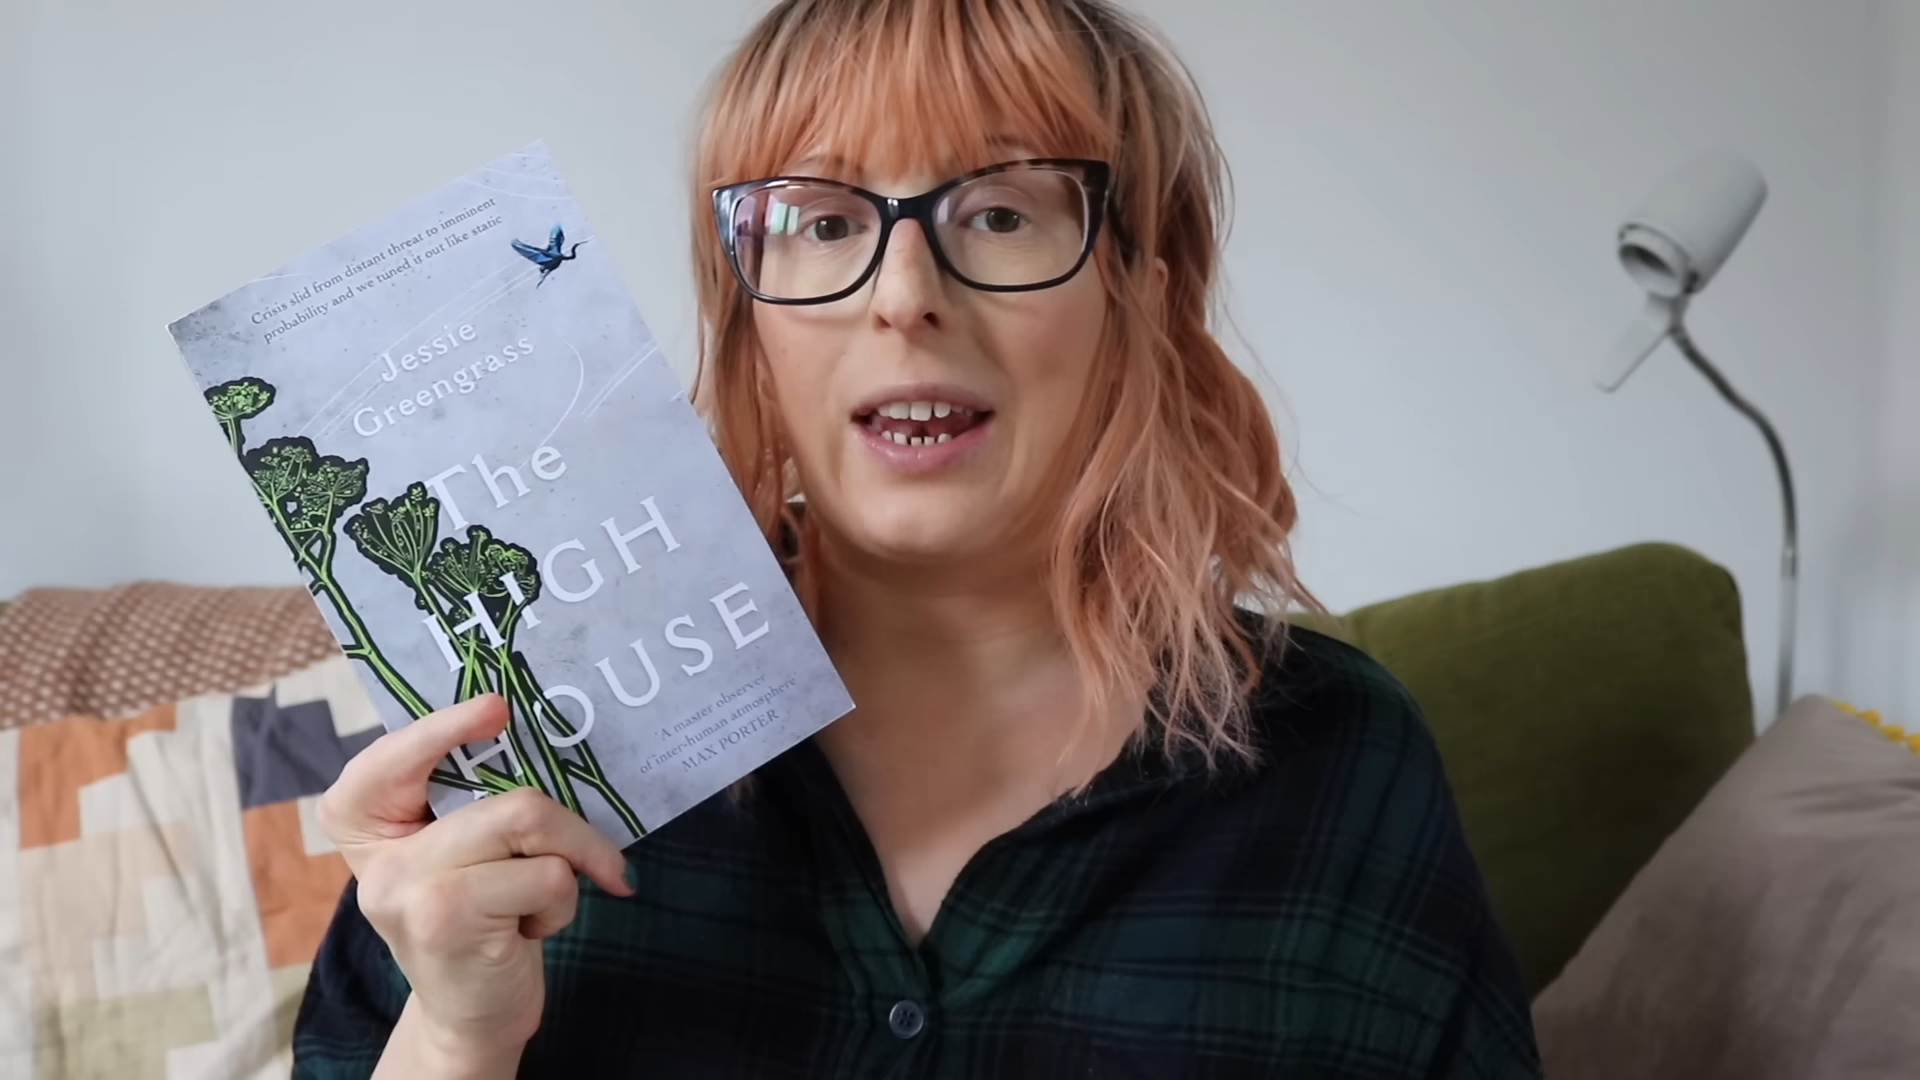 Crisis slid from distant threat to imminent
probability and we tuned it out like static
Jessie
Greengrass
The
HIGH
HOUSE
'A master observer
of inter-human atmosphere'
MAX PORTER